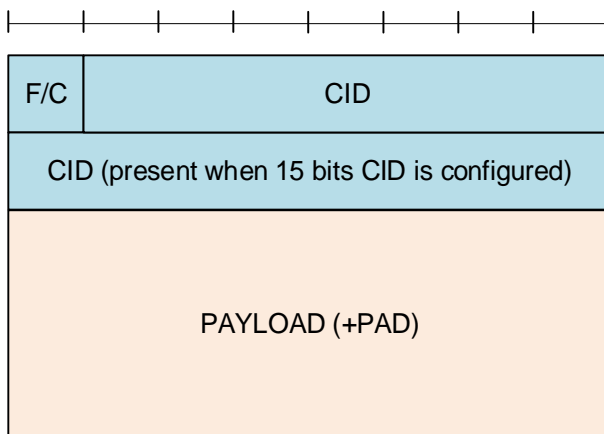 F/C CID
CID (present when 15 bits CID is configured)
PAYLOAD (+PAD)